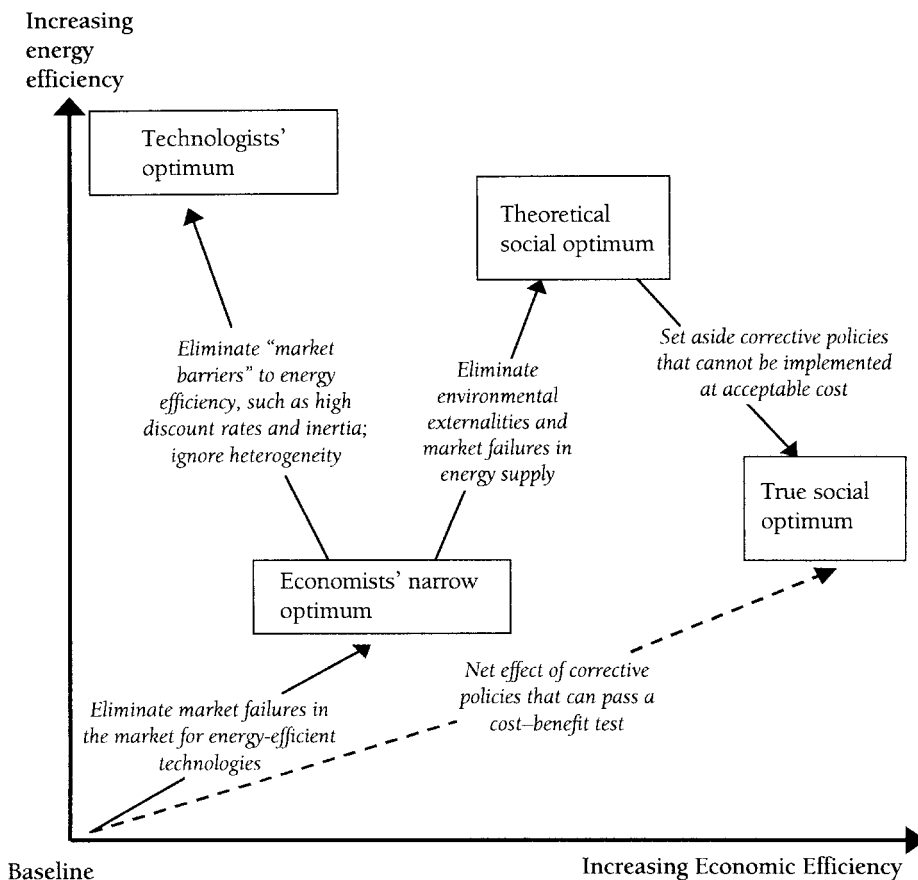 Increasing
energy
efficiency
Technologists’
optimum
Theoretical
social optimum
Eliminate “market
barriers” to energy
efficiency, such as high
discount rates and inertia;
ignore heterogeneity
Eliminate
environmental
externalities and
market failures in
energy supply
Set aside corrective policies
that cannot be implemented
at acceptable cost
True social
optimum
Economists’ narrow
optimum
Net effect of corrective
policies that can pass a
cost–benefit test
Eliminate market failures in
the market for energy-efficient
technologies
Baseline
Increasing Economic Efficiency